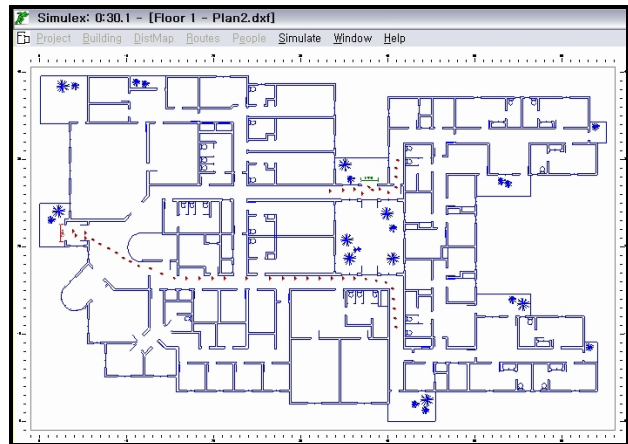 Simulex: 0:30.1 - [Floor 1 - Plan2.dxf]
Project Building DistMap Routes People Simulate Window Help